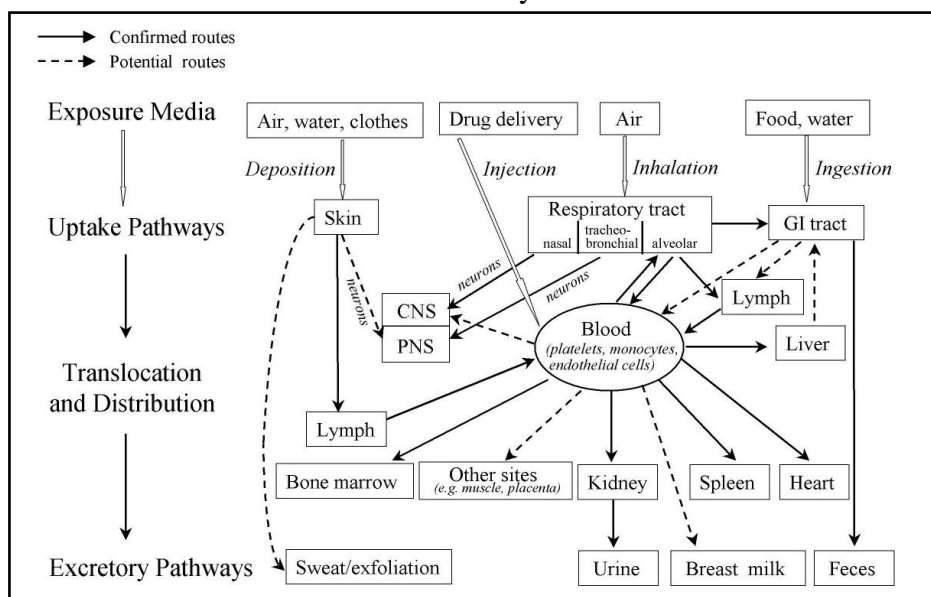 Confirmed routes
Potential routes
Exposure Media
Air, water, clothes
Drug delivery
Air
Food, water
Deposition
Injection
Inhalation
Ingestion
Uptake Pathways
Skin
Respiratory tract
nasal
tracheo-
bronchial
alveolar
GI tract
neurons
neurons
neurons
CNS
PNS
Lymph
Blood
(platelets, monocytes,
endothelial cells)
Liver
Translocation
and Distribution
Lymph
Bone marrow
Other sites
(e.g. muscle, placenta)
Kidney
Spleen
Heart
Excretory Pathways
Sweat/exfoliation
Urine
Breast milk
Feces